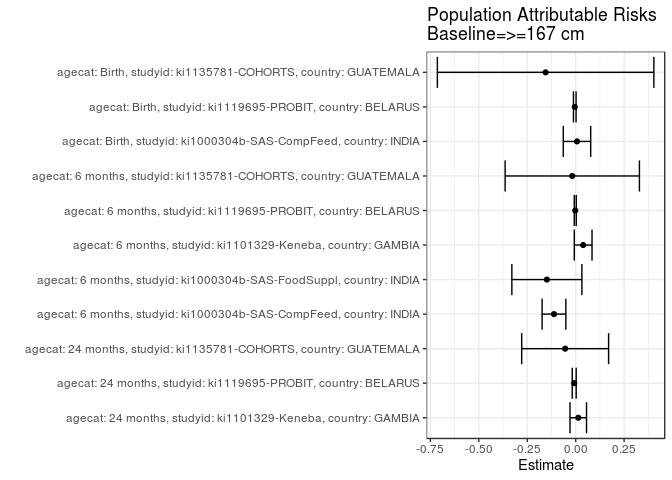 Population Attributable Risks
Baseline=>=167 cm
agecat: Birth, studyid: ki1135781-COHORTS, country: GUATEMALA
agecat: Birth, studyid: ki1119695-PROBIT, country: BELARUS
agecat: Birth, studyid: ki1000304b-SAS-CompFeed, country: INDIA
agecat: 6 months, studyid: ki1135781-COHORTS, country: GUATEMALA
agecat: 6 months, studyid: ki1119695-PROBIT, country: BELARUS
agecat: 6 months, studyid: ki1101329-Keneba, country: GAMBIA
agecat: 6 months, studyid: ki1000304b-SAS-FoodSuppl, country: INDIA
agecat: 6 months, studyid: ki1000304b-SAS-CompFeed, country: INDIA
agecat: 24 months, studyid: ki1135781-COHORTS, country: GUATEMALA
agecat: 24 months, studyid: ki1119695-PROBIT, country: BELARUS
agecat: 24 months, studyid: ki1101329-Keneba, country: GAMBIA
-0.75 -0.50 -0.25 0.00 0.25
Estimate